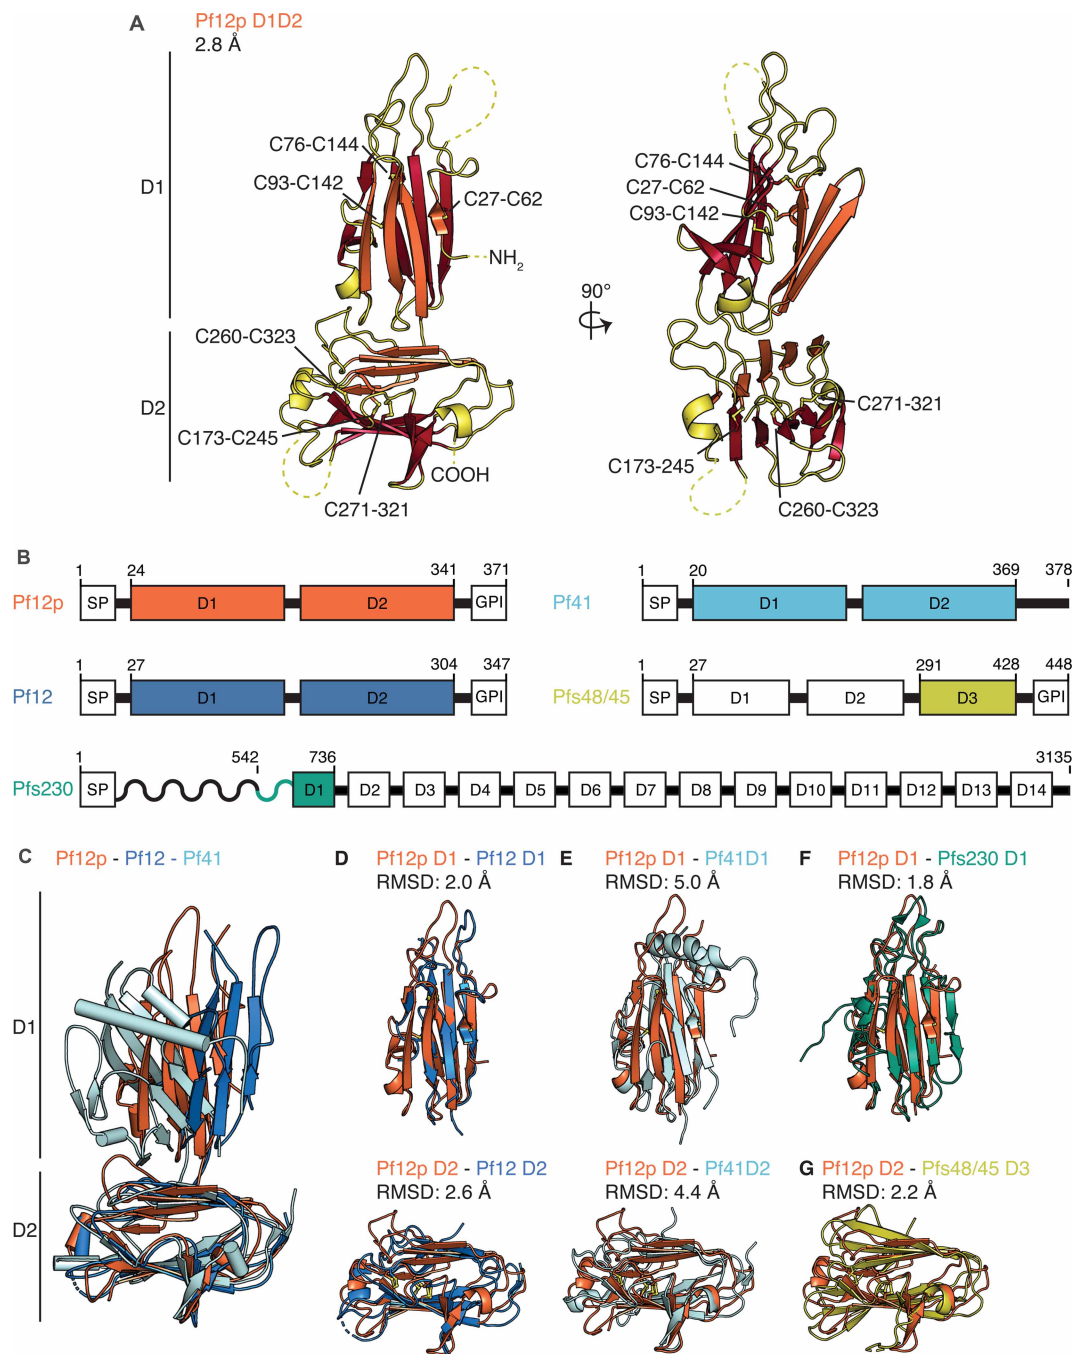 A
Pf12p D1D2
2.8 Å
D1
D2
C76-C144
C93-C142
C27-C62
NH2
C260-C323
C173-C245
C271-321
COOH
90°
C76-C144
C27-C62
C93-C142
C271-321
C173-245
C260-C323
B
Pf12p
1 24 341 371
SP D1 D2 GPI
Pf41
1 20 369 378
SP D1 D2
Pf12
1 27 304 347
SP D1 D2 GPI
Pfs48/45
1 27 291 428 448
SP D1 D2 D3 GPI
Pfs230
1 542 736 3135
SP D1 D2 D3 D4 D5 D6 D7 D8 D9 D10 D11 D12 D13 D14
C
Pf12p - Pf12 - Pf41
D1
D2
D
Pf12p D1 - Pf12 D1
RMSD: 2.0 Å
Pf12p D2 - Pf12 D2
RMSD: 2.6 Å
E
Pf12p D1 - Pf41D1
RMSD: 5.0 Å
Pf12p D2 - Pf41D2
RMSD: 4.4 Å
F
Pf12p D1 - Pfs230 D1
RMSD: 1.8 Å
G
Pf12p D2 - Pfs48/45 D3
RMSD: 2.2 Å